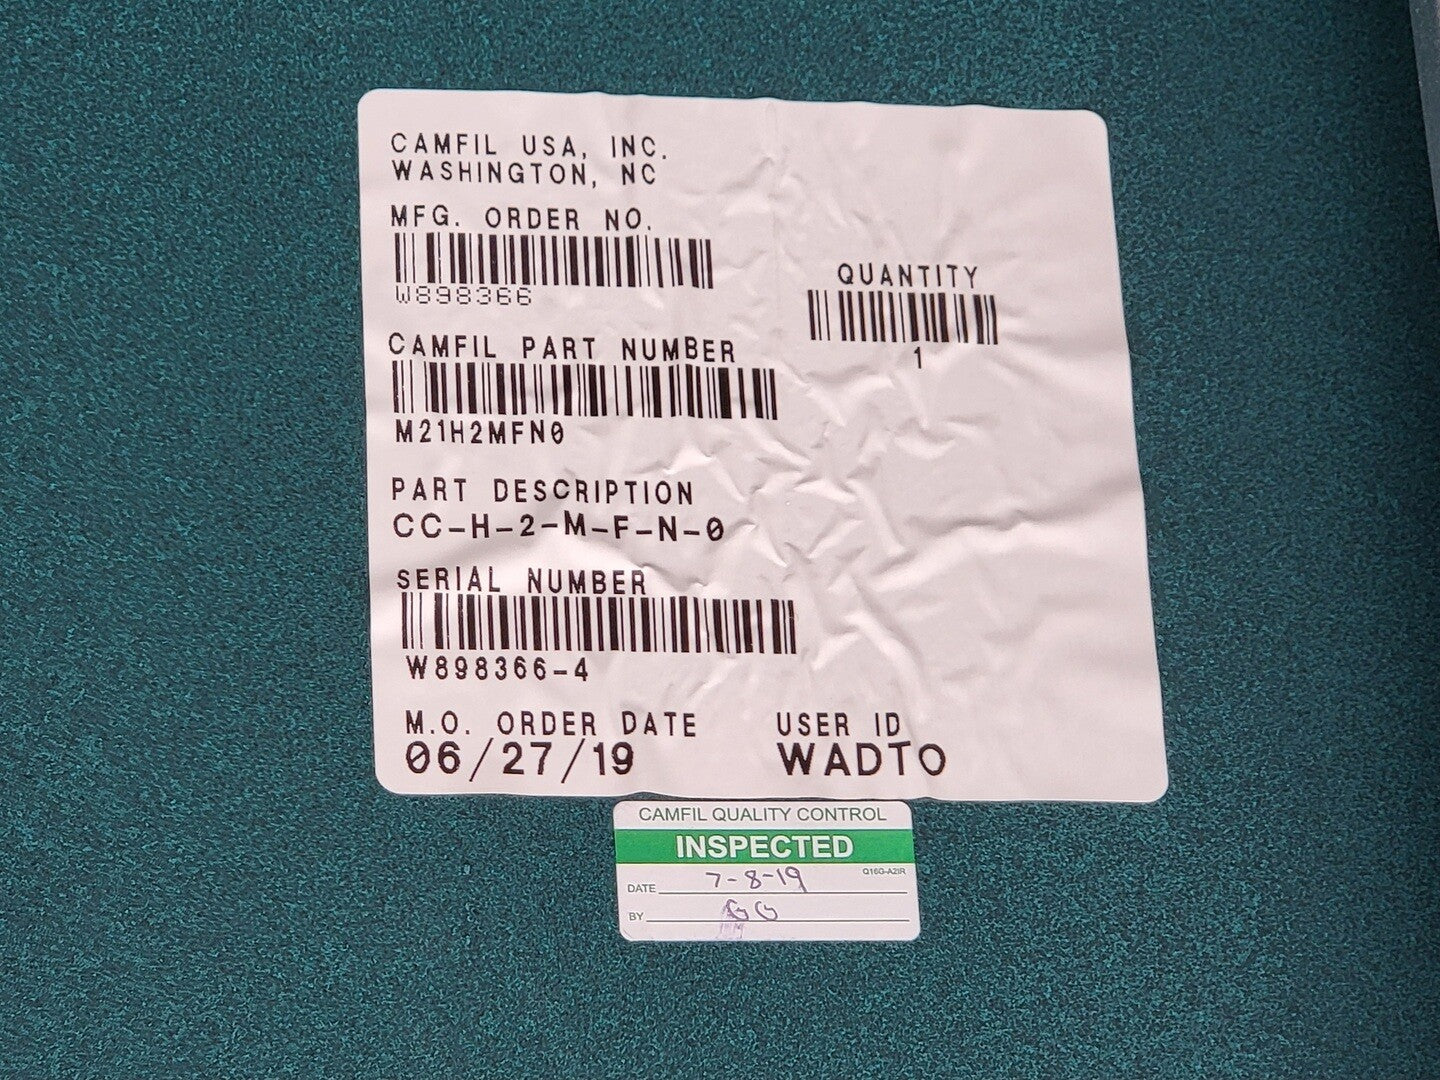 CAMFIL USA, INC.
WASHINGTON, NC
MFG. ORDER NO.
W898366
QUANTITY
1
CAMFIL PART NUMBER
M21H2MFN0
PART DESCRIPTION
CC-H-2-M-F-N-0
SERIAL NUMBER
W898366-4
M.O. ORDER DATE
06/27/19
USER ID
WADTO
CAMFIL QUALITY CONTROL
INSPECTED
Q160-A2IR
DATE 7-8-19
BY GG